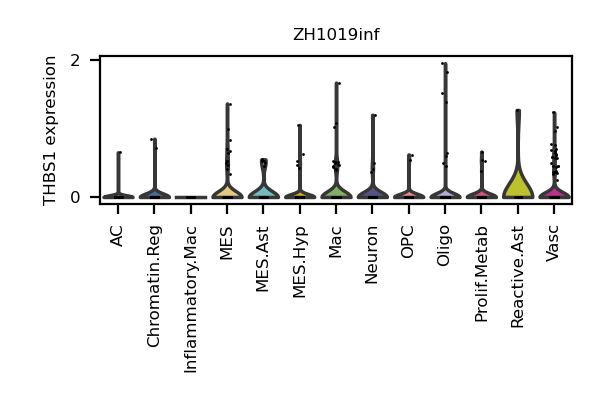 ZH1019inf
THBS1 expression
2
0
AC
Chromatin.Reg
Inflammatory.Mac
MES
MES.Ast
MES.Hyp
Mac
Neuron
OPC
Oligo
Prolif.Metab
Reactive.Ast
Vasc